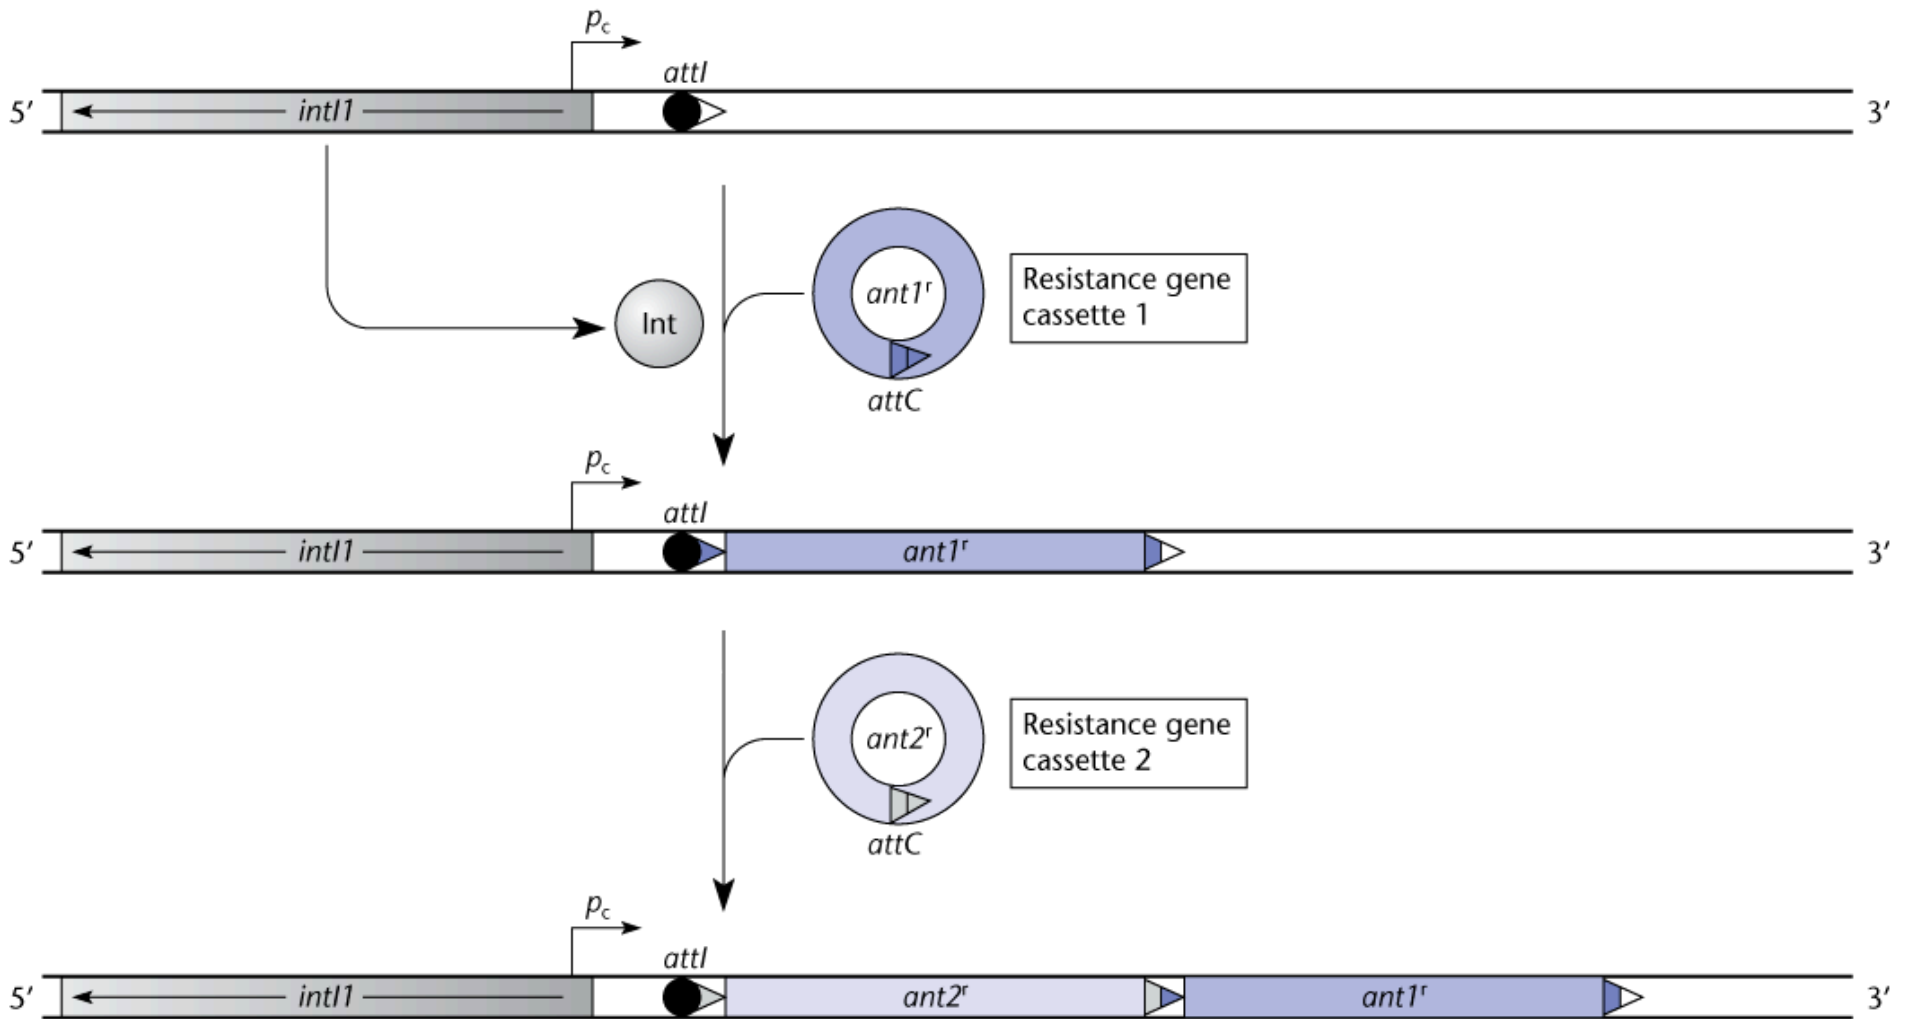 pc
attI
5′ intI1 3′
Int
ant1r
attC
Resistance gene
cassette 1
pc
attI
5′ intI1 ant1r 3′
ant2r
attC
Resistance gene
cassette 2
pc
attI
5′ intI1 ant2r ant1r 3′